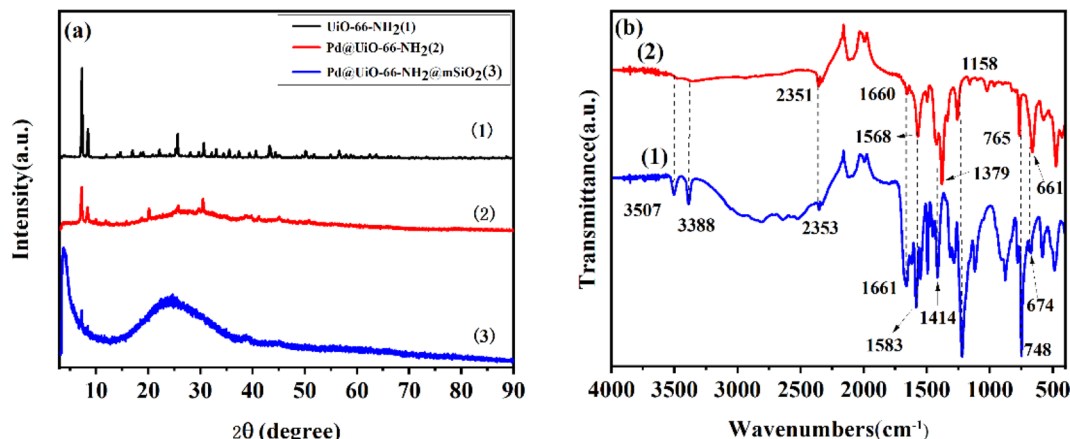 (a)
UiO-66-NH₂(1)
Pd@UiO-66-NH₂(2)
Pd@UiO-66-NH₂@mSiO₂(3)
(1)
(2)
(3)
Intensity(a.u.)
10 20 30 40 50 60 70 80 90
2θ (degree)
(b)
(2)
2351
1660
1158
1568
765
1379
661
(1)
3507
3388
2353
1661
1414
674
1583
748
Transmittance(a.u.)
4000 3500 3000 2500 2000 1500 1000 500
Wavenumbers(cm⁻¹)